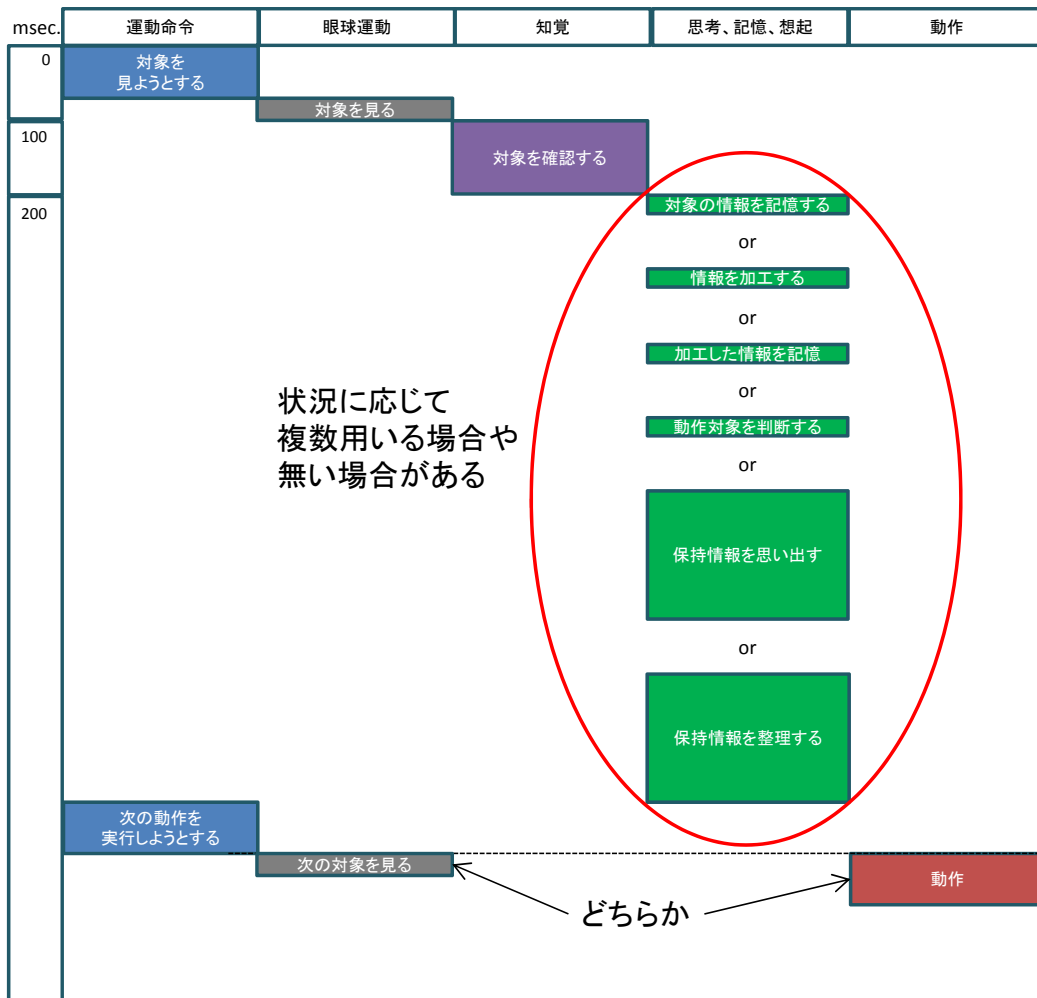 msec.
運動命令
眼球運動
知覚
思考、記憶、想起
動作
0
対象を
見ようとする
対象を見る
100
対象を確認する
200
対象の情報を記憶する
or
情報を加工する
or
加工した情報を記憶
or
動作対象を判断する
or
保持情報を思い出す
or
保持情報を整理する
状況に応じて
複数用いる場合や
無い場合がある
次の動作を
実行しようとする
次の対象を見る
動作
どちらか